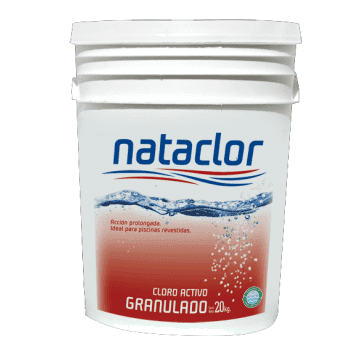 nataclor
Acción prolongada.
Ideal para piscinas revestidas.
CLORO ACTIVO
GRANULADO 20kg.